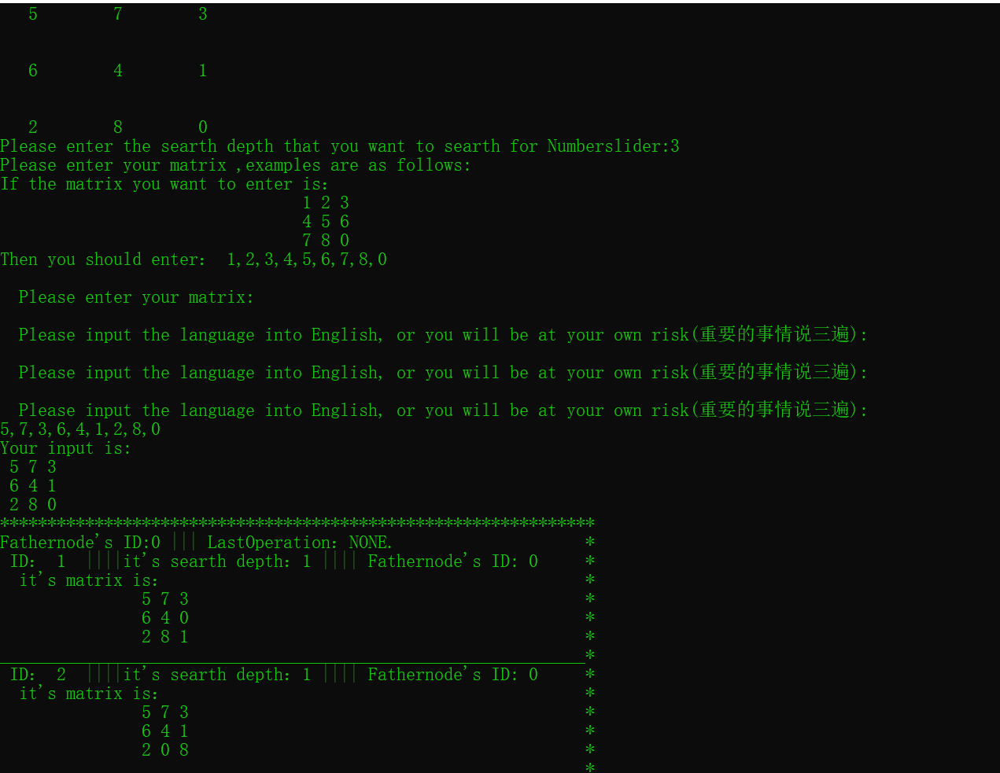 5 7 3
6 4 1
2 8 0
Please enter the searth depth that you want to searth for Numberslider:3
Please enter your matrix ,examples are as follows:
If the matrix you want to enter is:
1 2 3
4 5 6
7 8 0
Then you should enter: 1,2,3,4,5,6,7,8,0
Please enter your matrix:
Please input the language into English, or you will be at your own risk(重要的事情说三遍):
Please input the language into English, or you will be at your own risk(重要的事情说三遍):
Please input the language into English, or you will be at your own risk(重要的事情说三遍):
5,7,3,6,4,1,2,8,0
Your input is:
5 7 3
6 4 1
2 8 0
***************************************************************
Fathernode's ID:0 ||| LastOperation: NONE. *
ID: 1 ||||it's searth depth: 1 |||| Fathernode's ID: 0 *
it's matrix is: *
5 7 3 *
6 4 0 *
2 8 1 *
______________________________________________________________*
ID: 2 ||||it's searth depth: 1 |||| Fathernode's ID: 0 *
it's matrix is: *
5 7 3 *
6 4 1 *
2 0 8 *
*